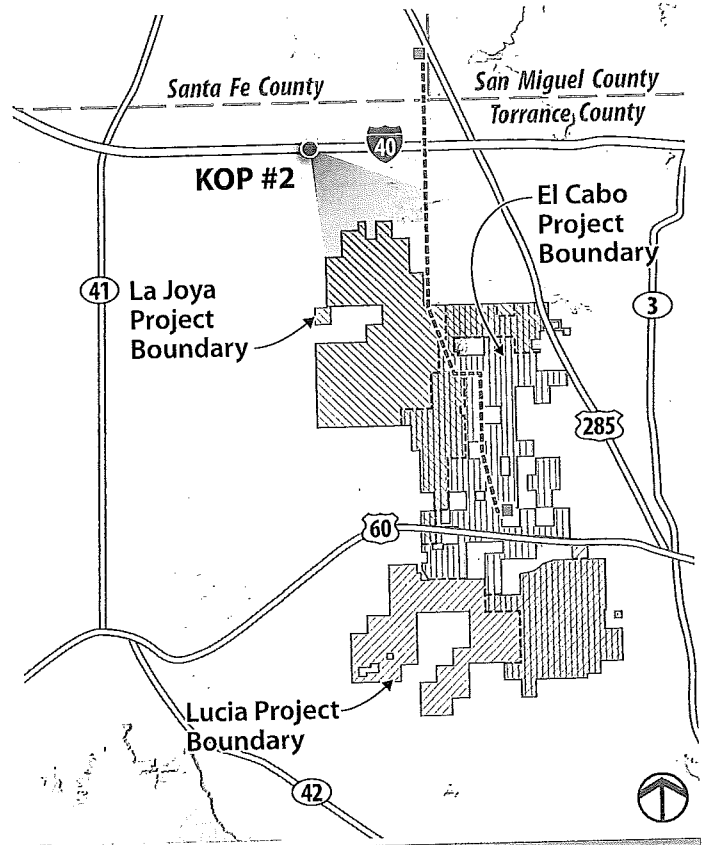 Santa Fe County
San Miguel County
Torrance County
40
KOP #2
El Cabo
Project
Boundary
41
La Joya
Project
Boundary
3
285
60
Lucia Project
Boundary
42